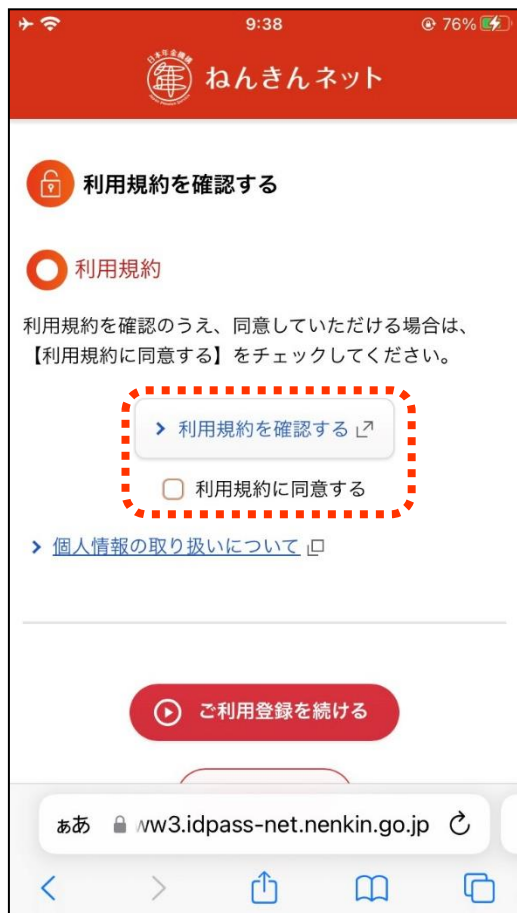 9:38
76%
ねんきんネット
利用規約を確認する
利用規約
利用規約を確認のうえ、同意していただける場合は、
【利用規約に同意する】をチェックしてください。
利用規約を確認する
利用規約に同意する
個人情報の取り扱いについて
ご利用登録を続ける
ぁあ
ww3.idpass-net.nenkin.go.jp